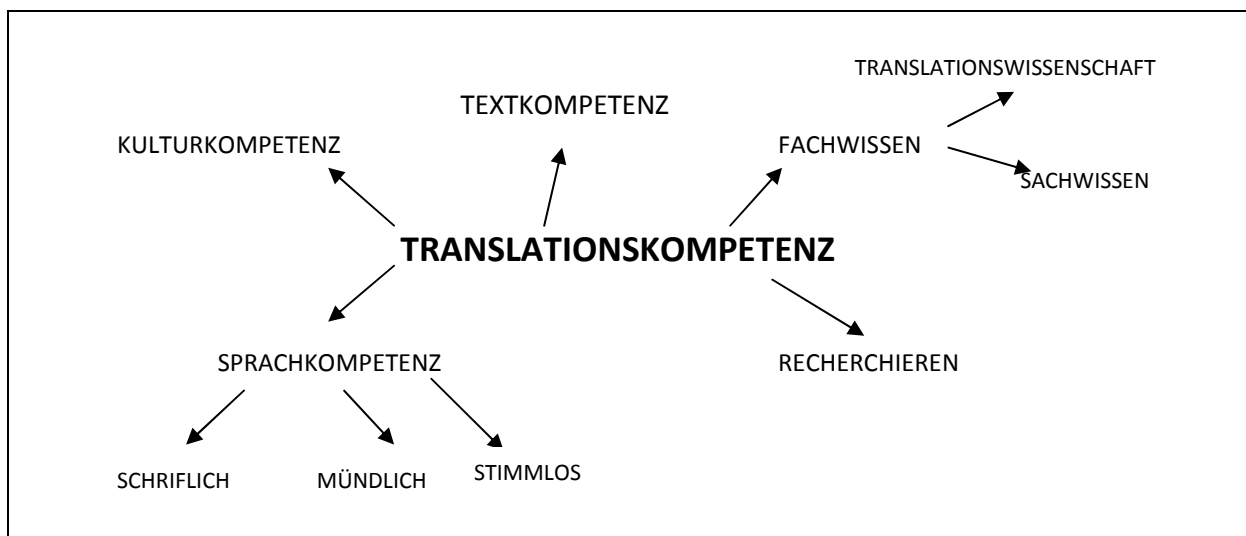 TRANSLATIONSWISSENSCHAFT
TEXTKOMPETENZ
KULTURKOMPETENZ
FACHWISSEN
SACHWISSEN
TRANSLATIONSKOMPETENZ
SPRACHKOMPETENZ
RECHERCHIEREN
SCHRIFLICH
MÜNDLICH
STIMMLOS